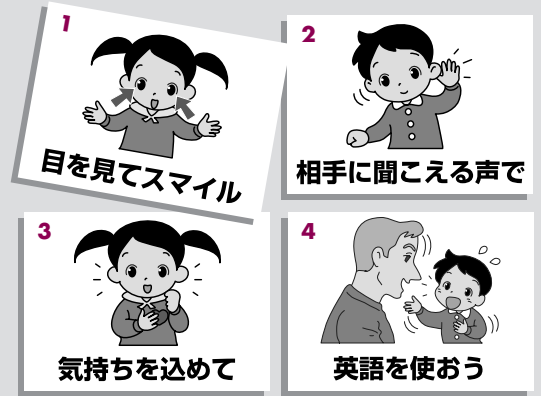 1
目を見てスマイル
2
相手に聞こえる声で
3
気持ちを込めて
4
英語を使おう